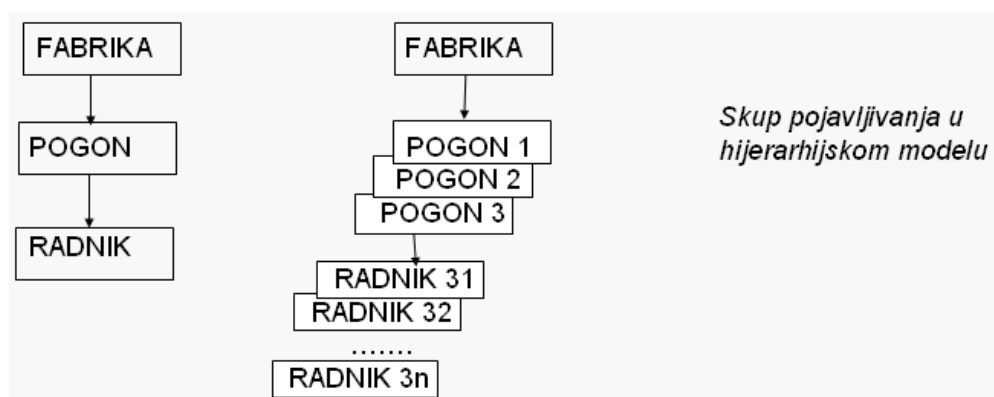 FABRIKA
POGON
RADNIK
FABRIKA
POGON 1
POGON 2
POGON 3
RADNIK 31
RADNIK 32
.......
RADNIK 3n
Skup pojavljivanja u
hijerarhijskom modelu